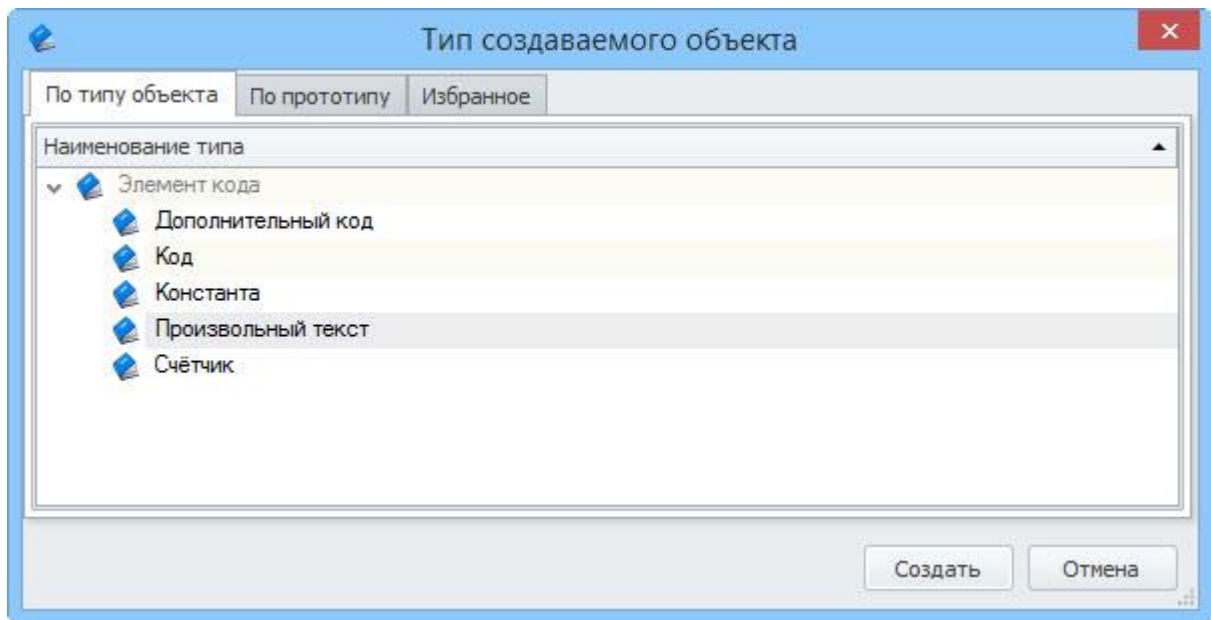 Тип создаваемого объекта
По типу объекта По прототипу Избранное
Наименование типа
Элемент кода
Дополнительный код
Код
Константа
Произвольный текст
Счётчик
Создать Отмена